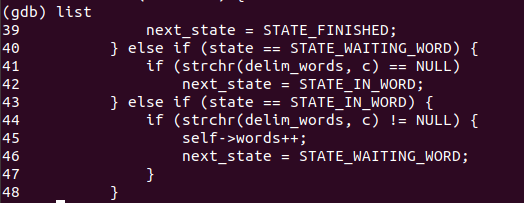 (gdb) list
39                  next_state = STATE_FINISHED;
40              } else if (state == STATE_WAITING_WORD) {
41                  if (strchr(delim_words, c) == NULL)
42                      next_state = STATE_IN_WORD;
43              } else if (state == STATE_IN_WORD) {
44                  if (strchr(delim_words, c) != NULL) {
45                      self->words++;
46                      next_state = STATE_WAITING_WORD;
47                  }
48              }